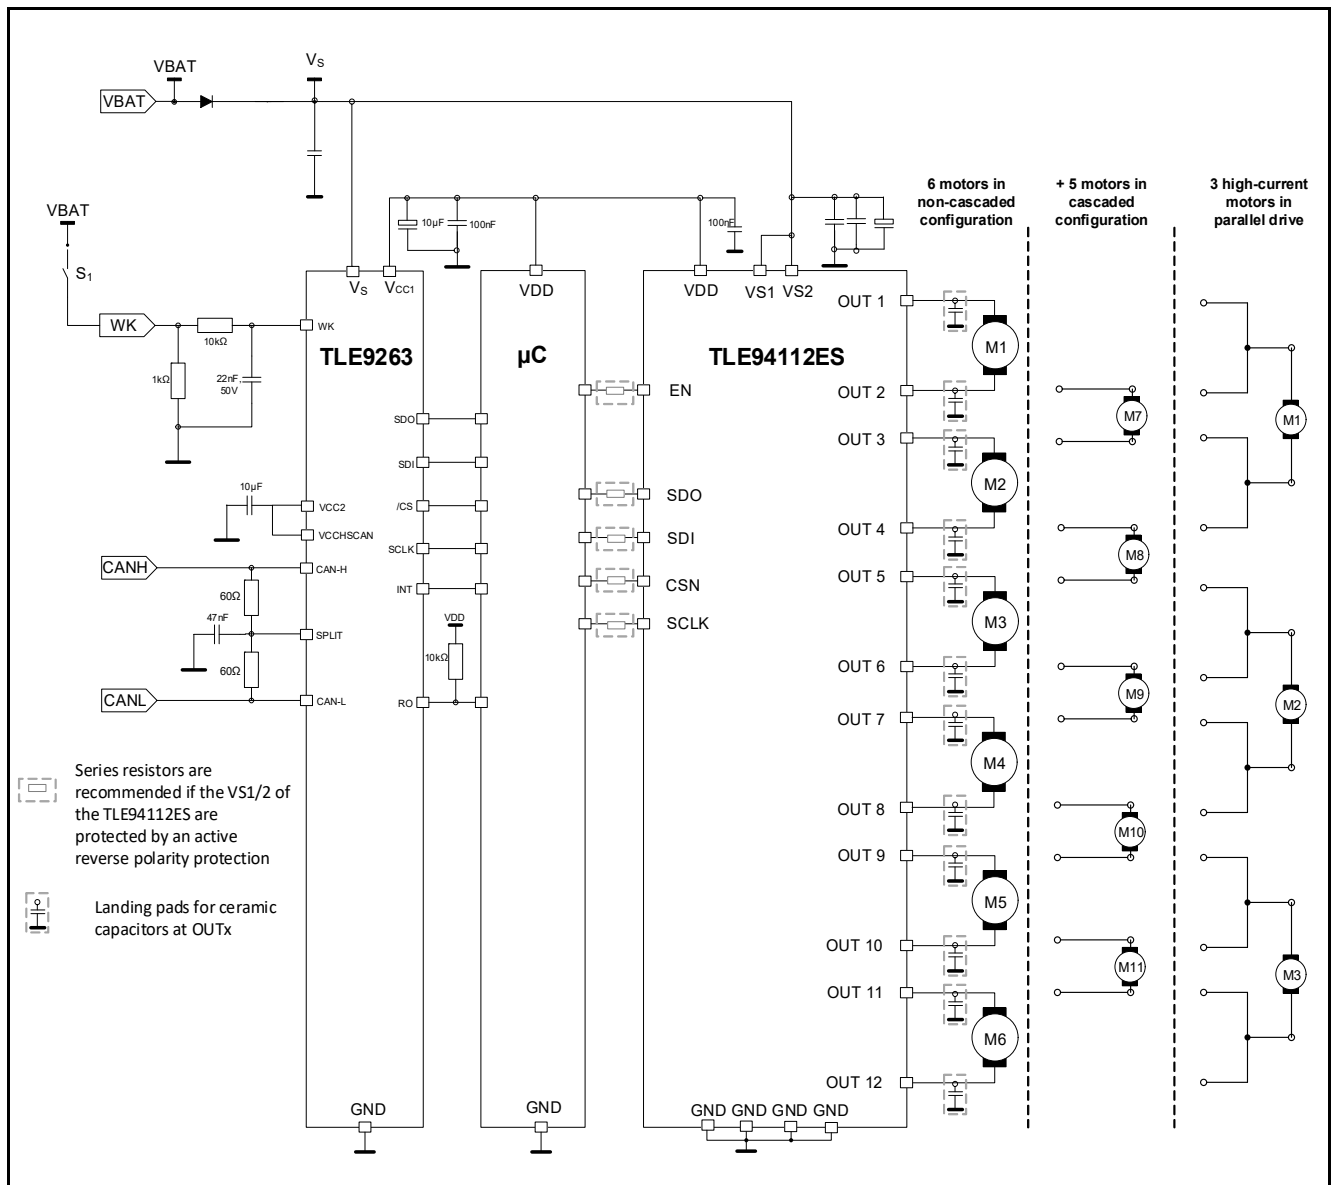 VBAT
VS
VBAT
6 motors in
non-cascaded
configuration
+ 5 motors in
cascaded
configuration
3 high-current
motors in
parallel drive
VBAT
S1
10µF
100nF
100nF
VS
VCC1
VDD
VDD
VS1
VS2
WK
10kΩ
1kΩ
22nF,
50V
WK
TLE9263
µC
TLE94112ES
OUT 1
OUT 2
OUT 3
OUT 4
OUT 5
OUT 6
OUT 7
OUT 8
OUT 9
OUT 10
OUT 11
OUT 12
EN
SDO
SDI
CSN
SCLK
SDO
SDI
/CS
SCLK
INT
RO
VDD
10kΩ
10µF
VCC2
VCCHSCAN
CANH
CAN-H
60Ω
47nF
SPLIT
60Ω
CANL
CAN-L
M1
M2
M3
M4
M5
M6
M7
M8
M9
M10
M11
M1
M2
M3
Series resistors are
recommended if the VS1/2 of
the TLE94112ES are
protected by an active
reverse polarity protection
Landing pads for ceramic
capacitors at OUTx
GND
GND
GND GND GND GND